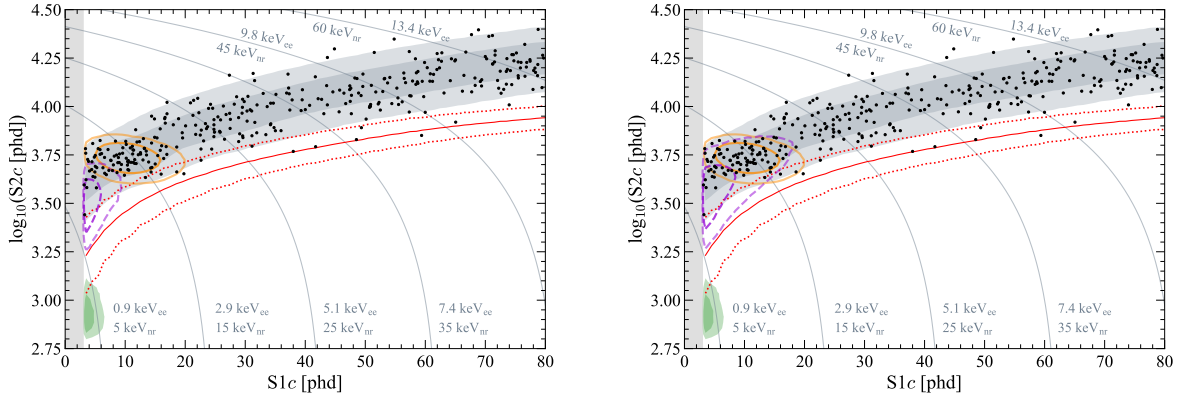 4.50
4.25
4.00
3.75
3.50
3.25
3.00
2.75
log₁₀(S2c [phd])
9.8 keVₑₑ
45 keVₙᵣ
60 keVₙᵣ
13.4 keVₑₑ
0.9 keVₑₑ
5 keVₙᵣ
2.9 keVₑₑ
15 keVₙᵣ
5.1 keVₑₑ
25 keVₙᵣ
7.4 keVₑₑ
35 keVₙᵣ
0 10 20 30 40 50 60 70 80
S1c [phd]
4.50
4.25
4.00
3.75
3.50
3.25
3.00
2.75
log₁₀(S2c [phd])
9.8 keVₑₑ
45 keVₙᵣ
60 keVₙᵣ
13.4 keVₑₑ
0.9 keVₑₑ
5 keVₙᵣ
2.9 keVₑₑ
15 keVₙᵣ
5.1 keVₑₑ
25 keVₙᵣ
7.4 keVₑₑ
35 keVₙᵣ
0 10 20 30 40 50 60 70 80
S1c [phd]